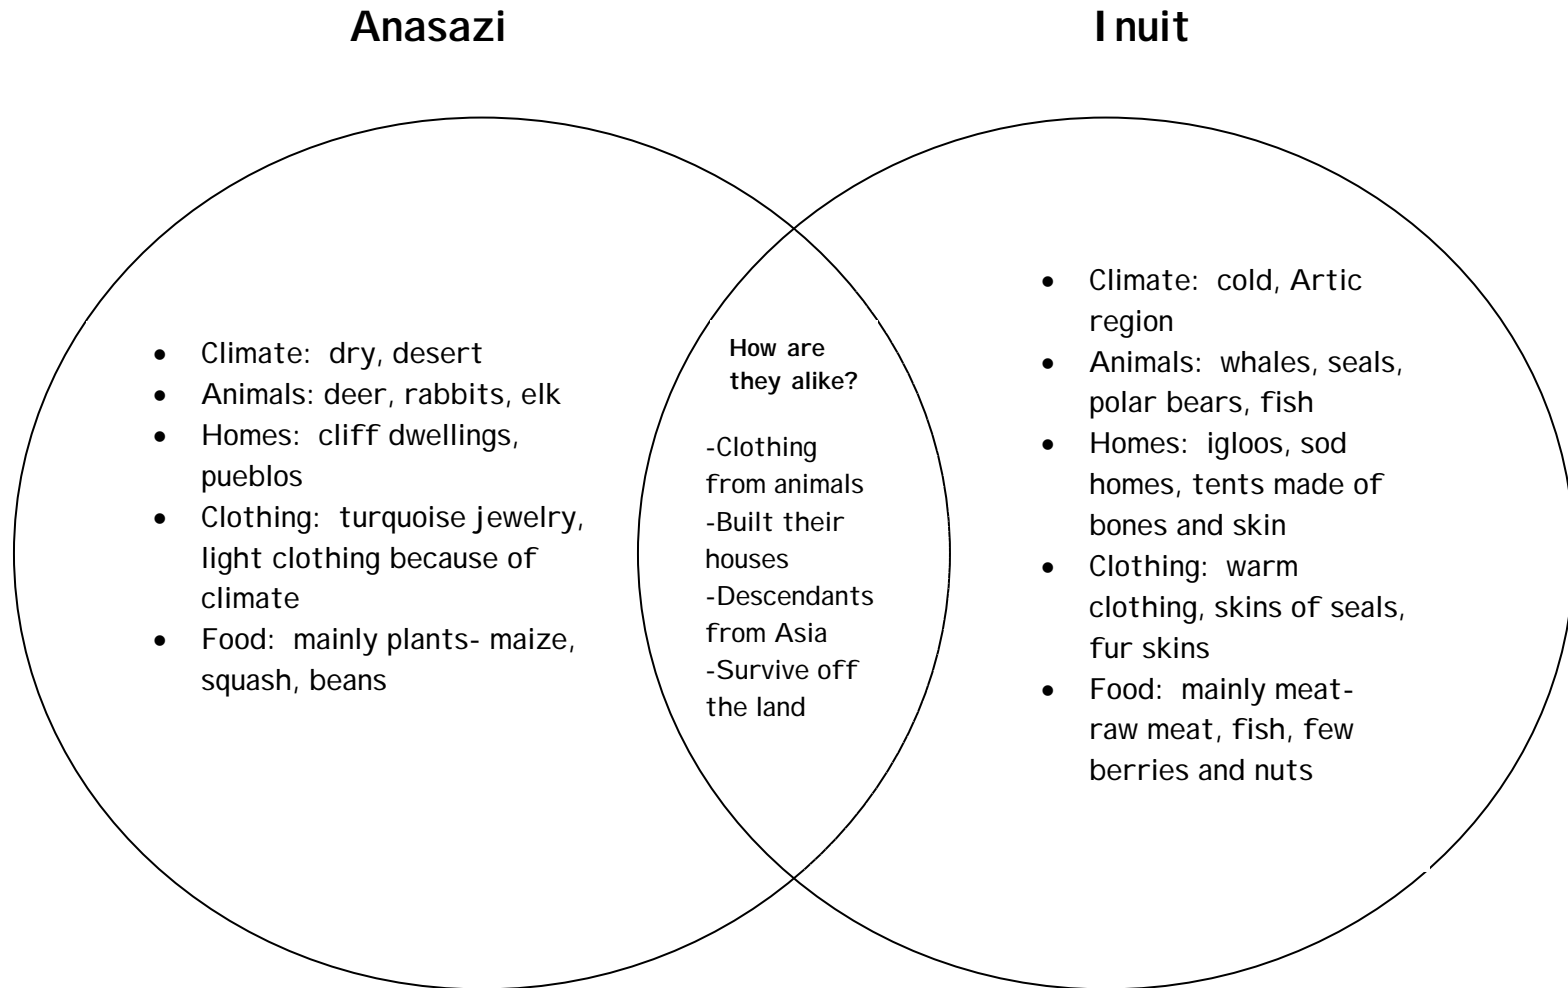 Anasazi
Inuit
• Climate: dry, desert
• Animals: deer, rabbits, elk
• Homes: cliff dwellings,
pueblos
• Clothing: turquoise jewelry,
light clothing because of
climate
• Food: mainly plants- maize,
squash, beans
How are
they alike?
-Clothing
from animals
-Built their
houses
-Descendants
from Asia
-Survive off
the land
• Climate: cold, Artic
region
• Animals: whales, seals,
polar bears, fish
• Homes: igloos, sod
homes, tents made of
bones and skin
• Clothing: warm
clothing, skins of seals,
fur skins
• Food: mainly meat-
raw meat, fish, few
berries and nuts